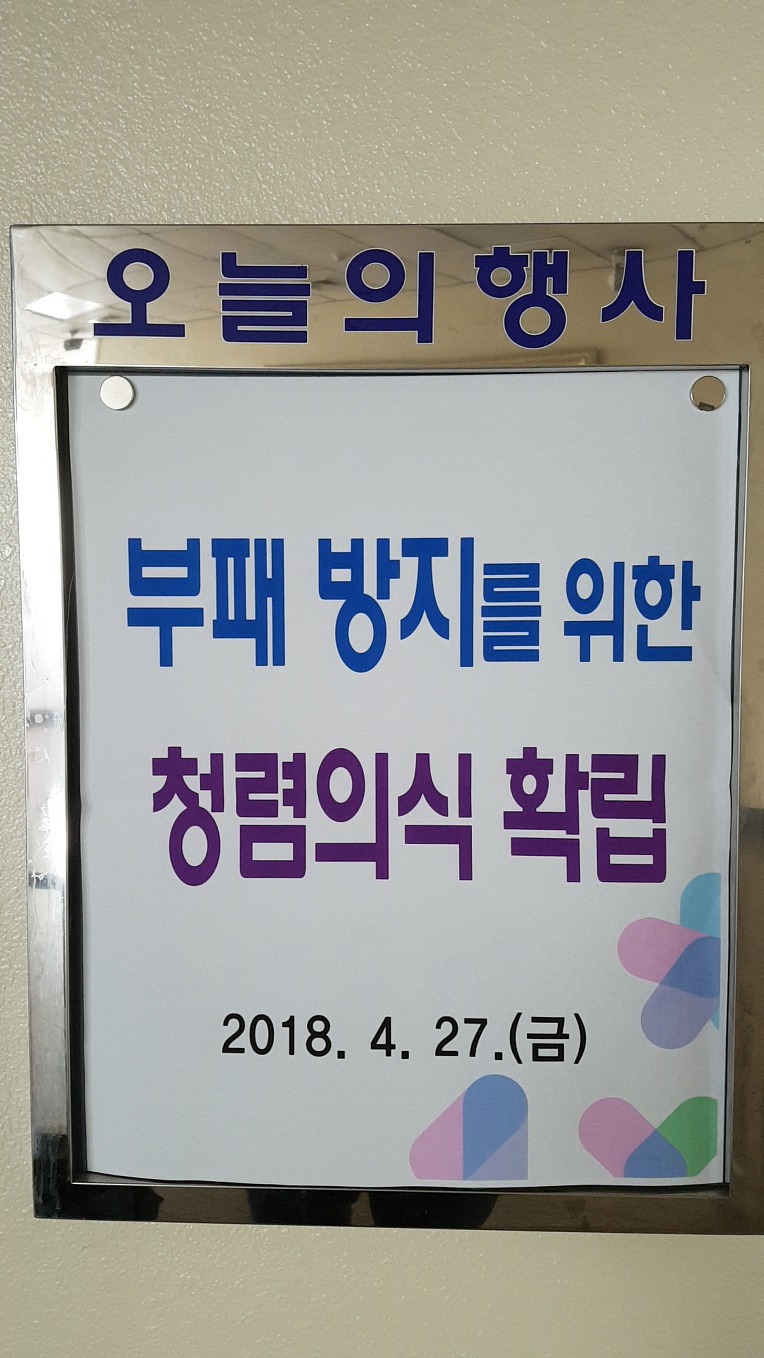 오늘의 행사
부패 방지를 위한
청렴의식 확립
2018. 4. 27.(금)